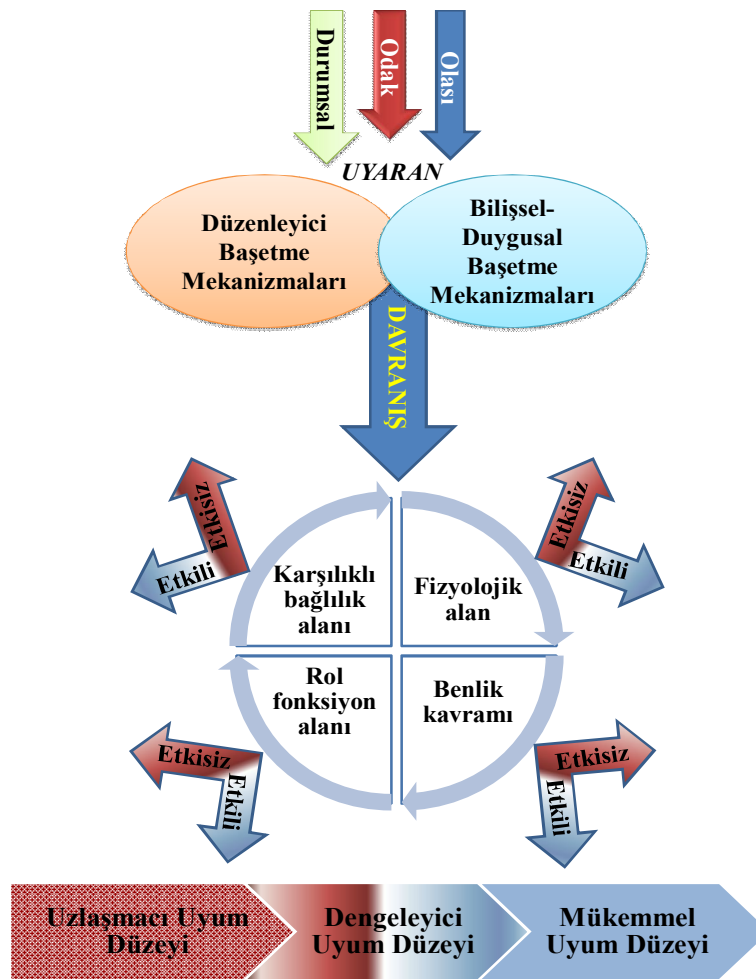 Durumsal
Odak
Olası
UYARAN
Düzenleyici
Başetme
Mekanizmaları
Bilişsel-
Duygusal
Başetme
Mekanizmaları
DAVRANIŞ
Etkisiz
Etkili
Etkisiz
Etkili
Karşılıklı
bağlılık
alanı
Fizyolojik
alan
Rol
fonksiyon
alanı
Benlik
kavramı
Etkisiz
Etkili
Etkisiz
Etkili
Uzlaşmacı Uyum
Düzeyi
Dengeleyici
Uyum Düzeyi
Mükemmel
Uyum Düzeyi